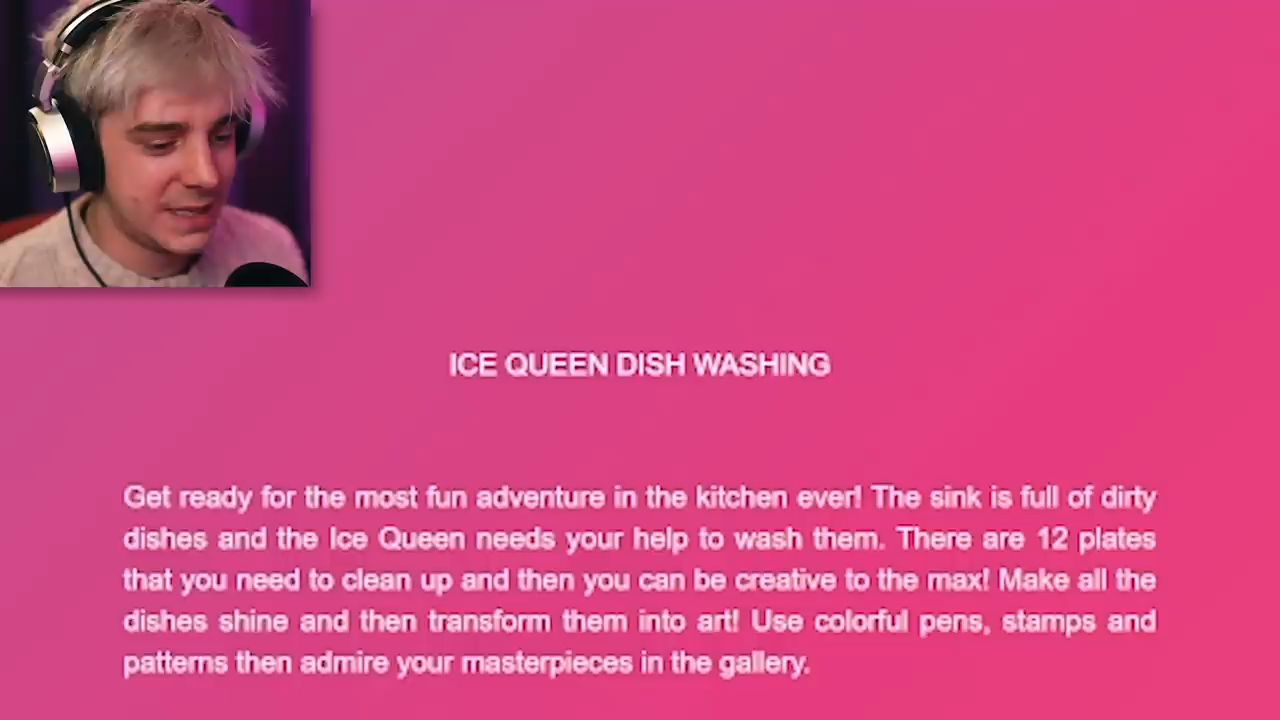 ICE QUEEN DISH WASHING
Get ready for the most fun adventure in the kitchen ever! The sink is full of dirty
dishes and the Ice Queen needs your help to wash them. There are 12 plates
that you need to clean up and then you can be creative to the max! Make all the
dishes shine and then transform them into art! Use colorful pens, stamps and
patterns then admire your masterpieces in the gallery.